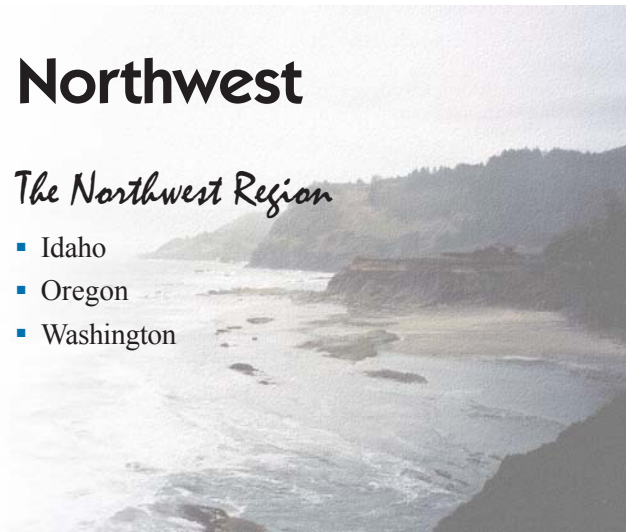 Northwest
The Northwest Region
▪ Idaho
▪ Oregon
▪ Washington